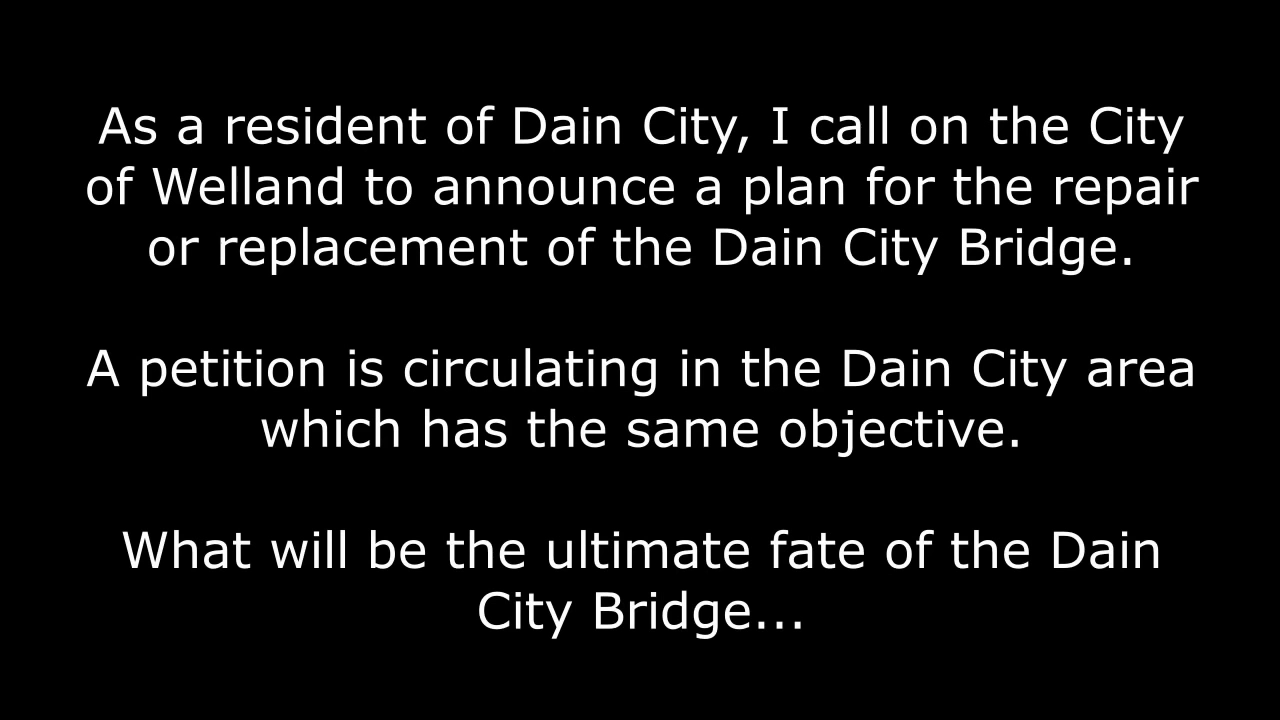 As a resident of Dain City, I call on the City
of Welland to announce a plan for the repair
or replacement of the Dain City Bridge.
A petition is circulating in the Dain City area
which has the same objective.
What will be the ultimate fate of the Dain
City Bridge...